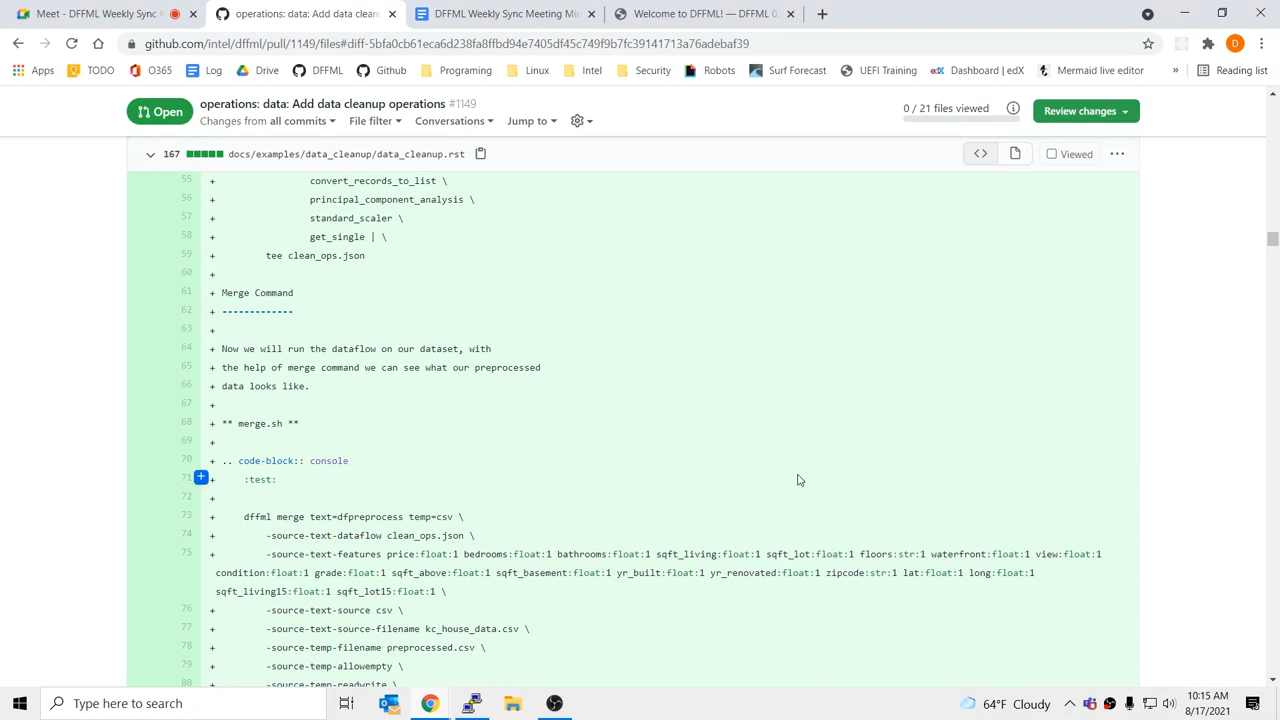 Meet - DFFML Weekly Sync
operations: data: Add data cleanup
DFFML Weekly Sync Meeting Min
Welcome to DFFML! — DFFML 0.
github.com/intel/dffml/pull/1149/files#diff-5bfa0cb61eca6d238fa9ffbd94e7405df45c749f9b7fc39141713a76adebaf39
Apps
TODO
O365
Log
Drive
DFFML
Github
Programing
Linux
Intel
Security
Robots
Surf Forecast
UEFI Training
edX
Dashboard | edX
Mermaid live editor
»
Reading list
Open
operations: data: Add data cleanup operations #1149
Changes from all commits
File filter
Conversations
Jump to
0 / 21 files viewed
Review changes
167
docs/examples/data_cleanup/data_cleanup.rst
Viewed
55 + convert_records_to_list \
56 + principal_component_analysis \
57 + standard_scaler \
58 + get_single | \
59 + tee clean_ops.json
60 +
61 + Merge Command
62 + -------------
63 +
64 + Now we will run the dataflow on our dataset, with
65 + the help of merge command we can see what our preprocessed
66 + data looks like.
67 +
68 + ** merge.sh **
69 +
70 + .. code-block:: console
71 + :test:
72 +
73 + dffml merge text=dfpreprocess temp=csv \
74 + -source-text-dataflow clean_ops.json \
75 + -source-text-features price:float:1 bedrooms:float:1 bathrooms:float:1 sqft_living:float:1 sqft_lot:float:1 floors:str:1 waterfront:float:1 view:float:1
condition:float:1 grade:float:1 sqft_above:float:1 sqft_basement:float:1 yr_built:float:1 yr_renovated:float:1 zipcode:str:1 lat:float:1 long:float:1
sqft_living15:float:1 sqft_lot15:float:1 \
76 + -source-text-source csv \
77 + -source-text-source-filename kc_house_data.csv \
78 + -source-temp-filename preprocessed.csv \
79 + -source-temp-allowempty \
80 + -source-temp-readwrite \
Type here to search
64°F Cloudy
10:15 AM
8/17/2021